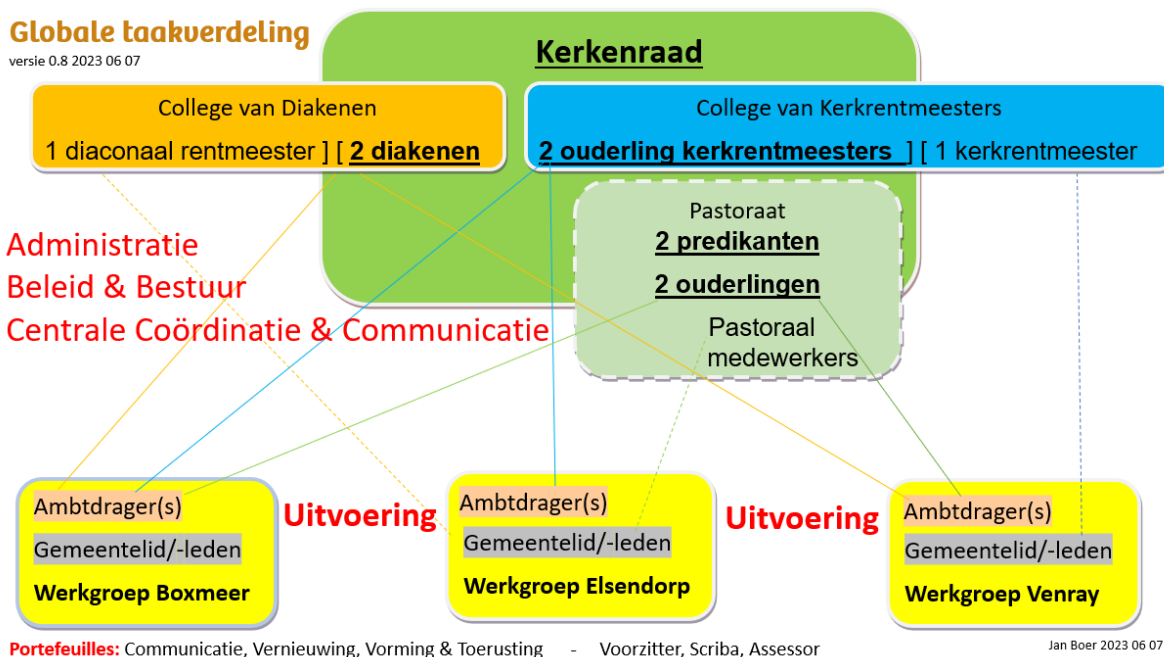 Globale taakverdeling
versie 0.8 2023 06 07
Kerkenraad
College van Diakenen
1 diaconaal rentmeester ] [ 2 diakenen
College van Kerkrentmeesters
2 ouderling kerkrentmeesters ] [ 1 kerkrentmeester
Pastoraat
2 predikanten
2 ouderlingen
Pastoraal
medewerkers
Administratie
Beleid & Bestuur
Centrale Coördinatie & Communicatie
Ambtdrager(s)
Gemeentelid/-leden
Werkgroep Boxmeer
Uitvoering
Ambtdrager(s)
Gemeentelid/-leden
Werkgroep Elsendorp
Uitvoering
Ambtdrager(s)
Gemeentelid/-leden
Werkgroep Venray
Portefeuilles: Communicatie, Vernieuwing, Vorming & Toerusting - Voorzitter, Scriba, Assessor
Jan Boer 2023 06 07